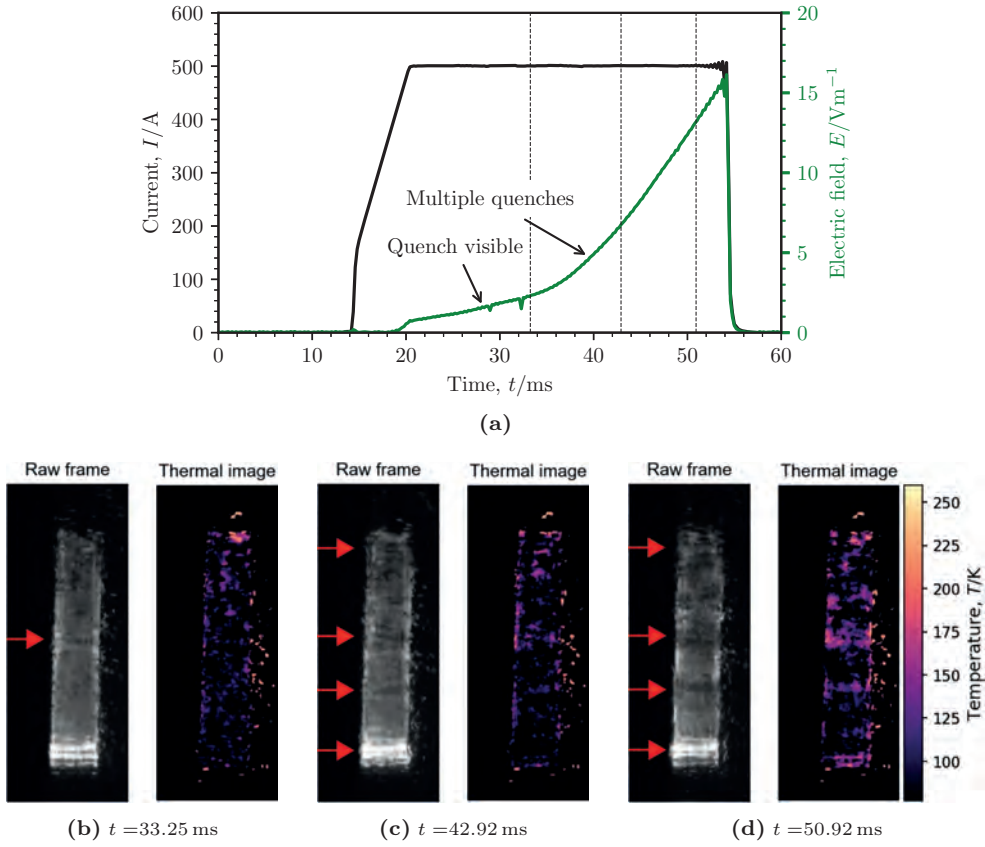 600
500
400
300
200
100
0
Current, I/A
20
15
10
5
0
Electric field, E/Vm⁻¹
Multiple quenches
Quench visible
0 10 20 30 40 50 60
Time, t/ms
(a)
Raw frame Thermal image Raw frame Thermal image Raw frame Thermal image
250
225
200
175
150
125
100
Temperature, T/K
(b) t =33.25 ms (c) t =42.92 ms (d) t =50.92 ms